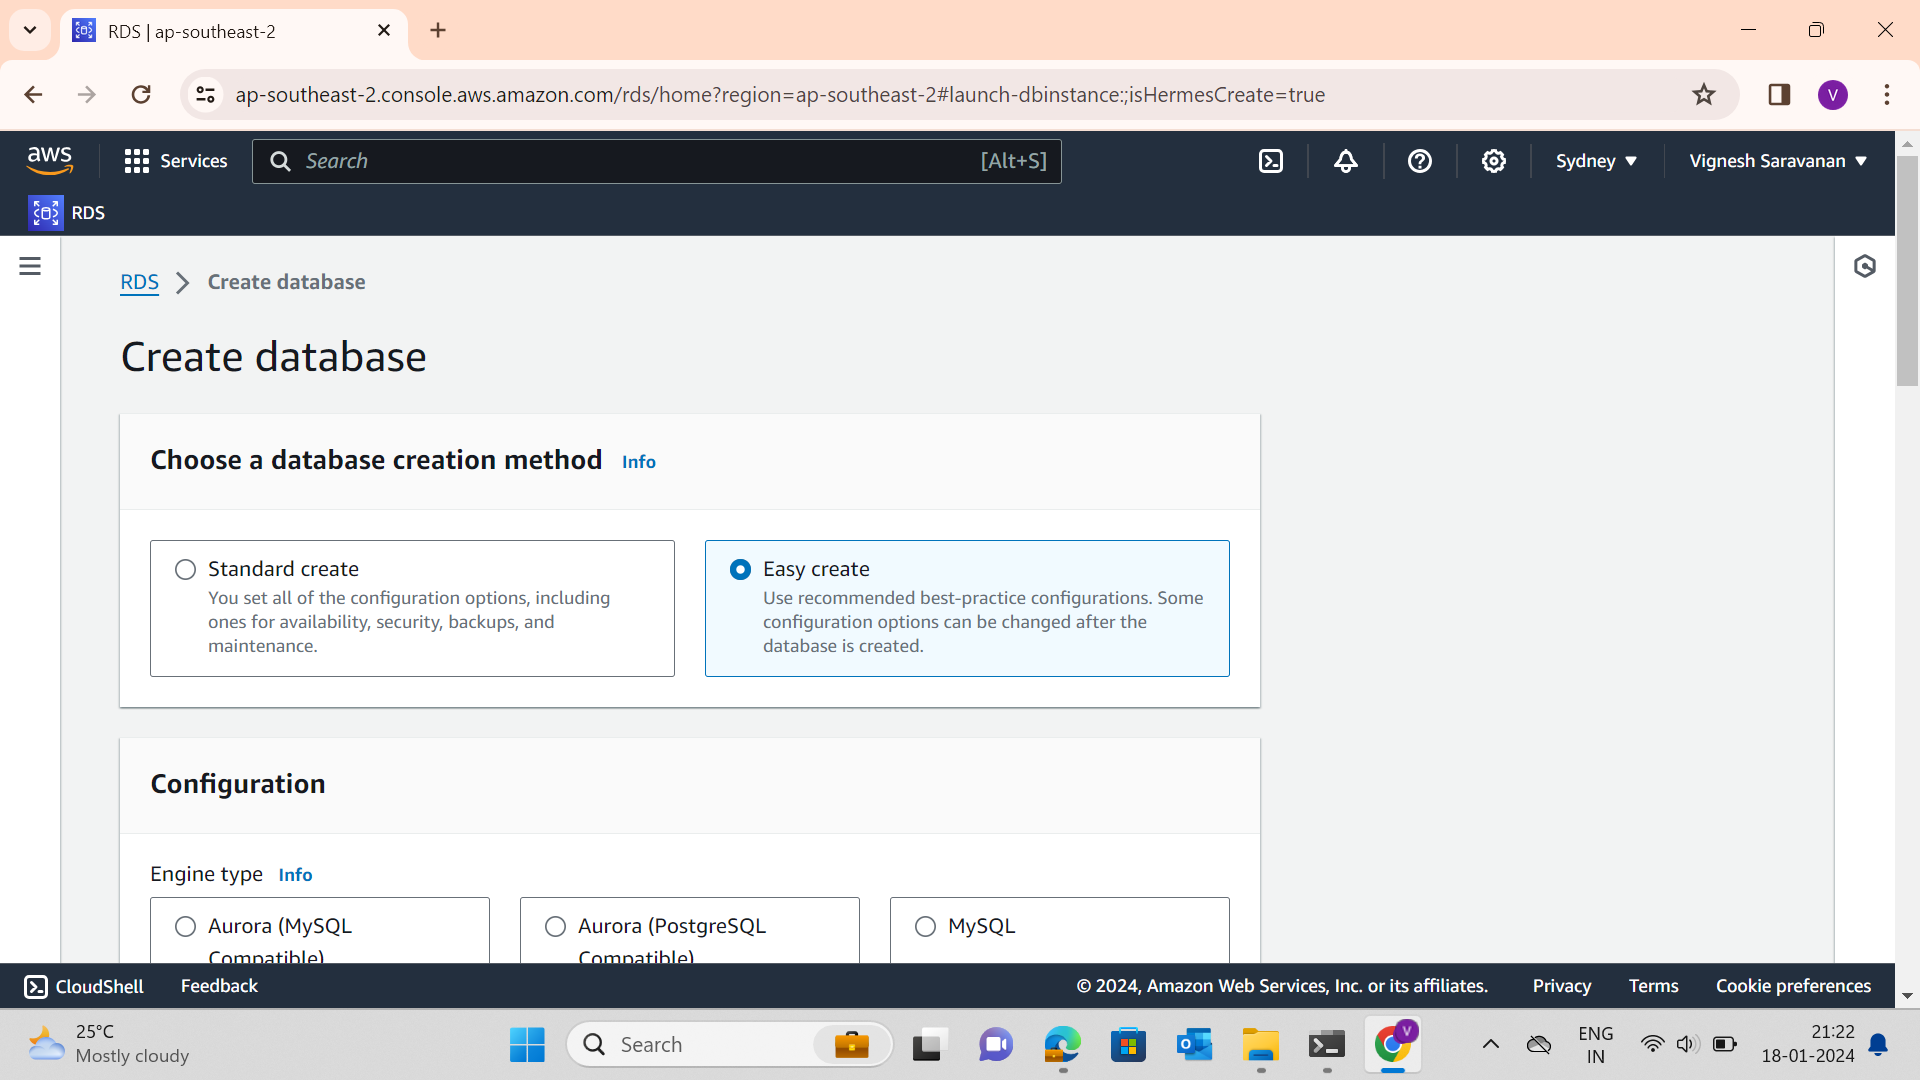 RDS | ap-southeast-2
ap-southeast-2.console.aws.amazon.com/rds/home?region=ap-southeast-2#launch-dbinstance:;isHermesCreate=true
V
aws
Services
Search
[Alt+S]
Sydney
Vignesh Saravanan
RDS
RDS
Create database
Create database
Choose a database creation method Info
Standard create
You set all of the configuration options, including
ones for availability, security, backups, and
maintenance.
Easy create
Use recommended best-practice configurations. Some
configuration options can be changed after the
database is created.
Configuration
Engine type Info
Aurora (MySQL
Compatible)
Aurora (PostgreSQL
Compatible)
MySQL
CloudShell
Feedback
© 2024, Amazon Web Services, Inc. or its affiliates.
Privacy
Terms
Cookie preferences
25°C
Mostly cloudy
Search
V
ENG
IN
21:22
18-01-2024